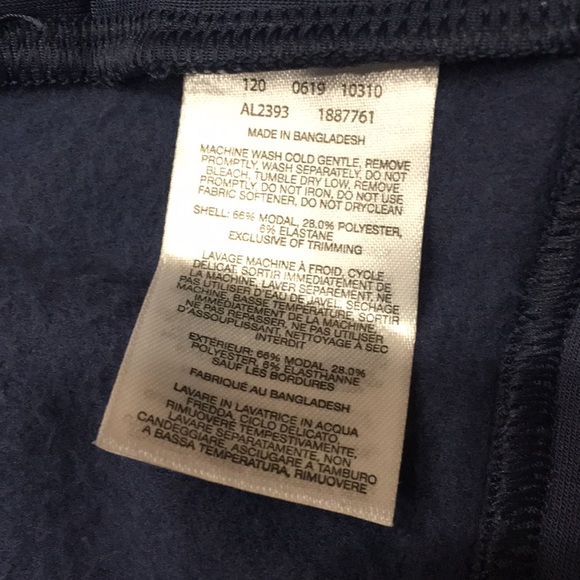 120 0619 10310
AL2393 1887761
MADE IN BANGLADESH
MACHINE WASH COLD GENTLE, REMOVE
PROMPTLY, WASH SEPARATELY, DO NOT
BLEACH, TUMBLE DRY LOW, REMOVE
PROMPTLY, DO NOT IRON, DO NOT USE
FABRIC SOFTENER, DO NOT DRYCLEAN
SHELL: 66% MODAL, 28.0% POLYESTER,
6% ELASTANE
EXCLUSIVE OF TRIMMING
LAVAGE MACHINE À FROID, CYCLE
DELICAT, SORTIR IMMÉDIATEMENT DE
LA MACHINE, LAVER SÉPARÉMENT, NE
PAS UTILISER D'EAU DE JAVEL, SÉCHAGE
MACHINE, BASSE TEMPÉRATURE, SORTIR
IMMÉDIATEMENT DE LA MACHINE,
NE PAS REPASSER, NE PAS UTILISER
D'ASSOUPLISSANT, NETTOYAGE À SEC
INTERDIT
EXTÉRIEUR: 66% MODAL, 28.0%
POLYESTER, 6% ÉLASTHANNE
SAUF LES BORDURES
FABRIQUÉ AU BANGLADESH
LAVARE IN LAVATRICE IN ACQUA
FREDDA, CICLO DELICATO,
RIMUOVERE TEMPESTIVAMENTE,
LAVARE SEPARATAMENTE, NON
CANDEGGIARE, ASCIUGARE A TAMBURO
A BASSA TEMPERATURA, RIMUOVERE